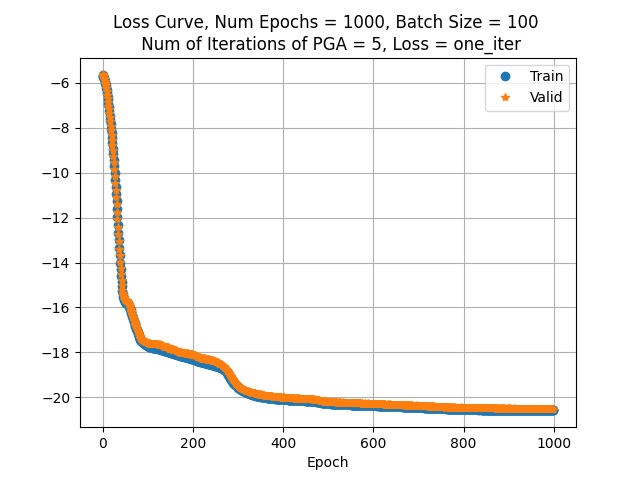 Loss Curve, Num Epochs = 1000, Batch Size = 100
Num of Iterations of PGA = 5, Loss = one_iter
Train
Valid
−6
−8
−10
−12
−14
−16
−18
−20
0 200 400 600 800 1000
Epoch